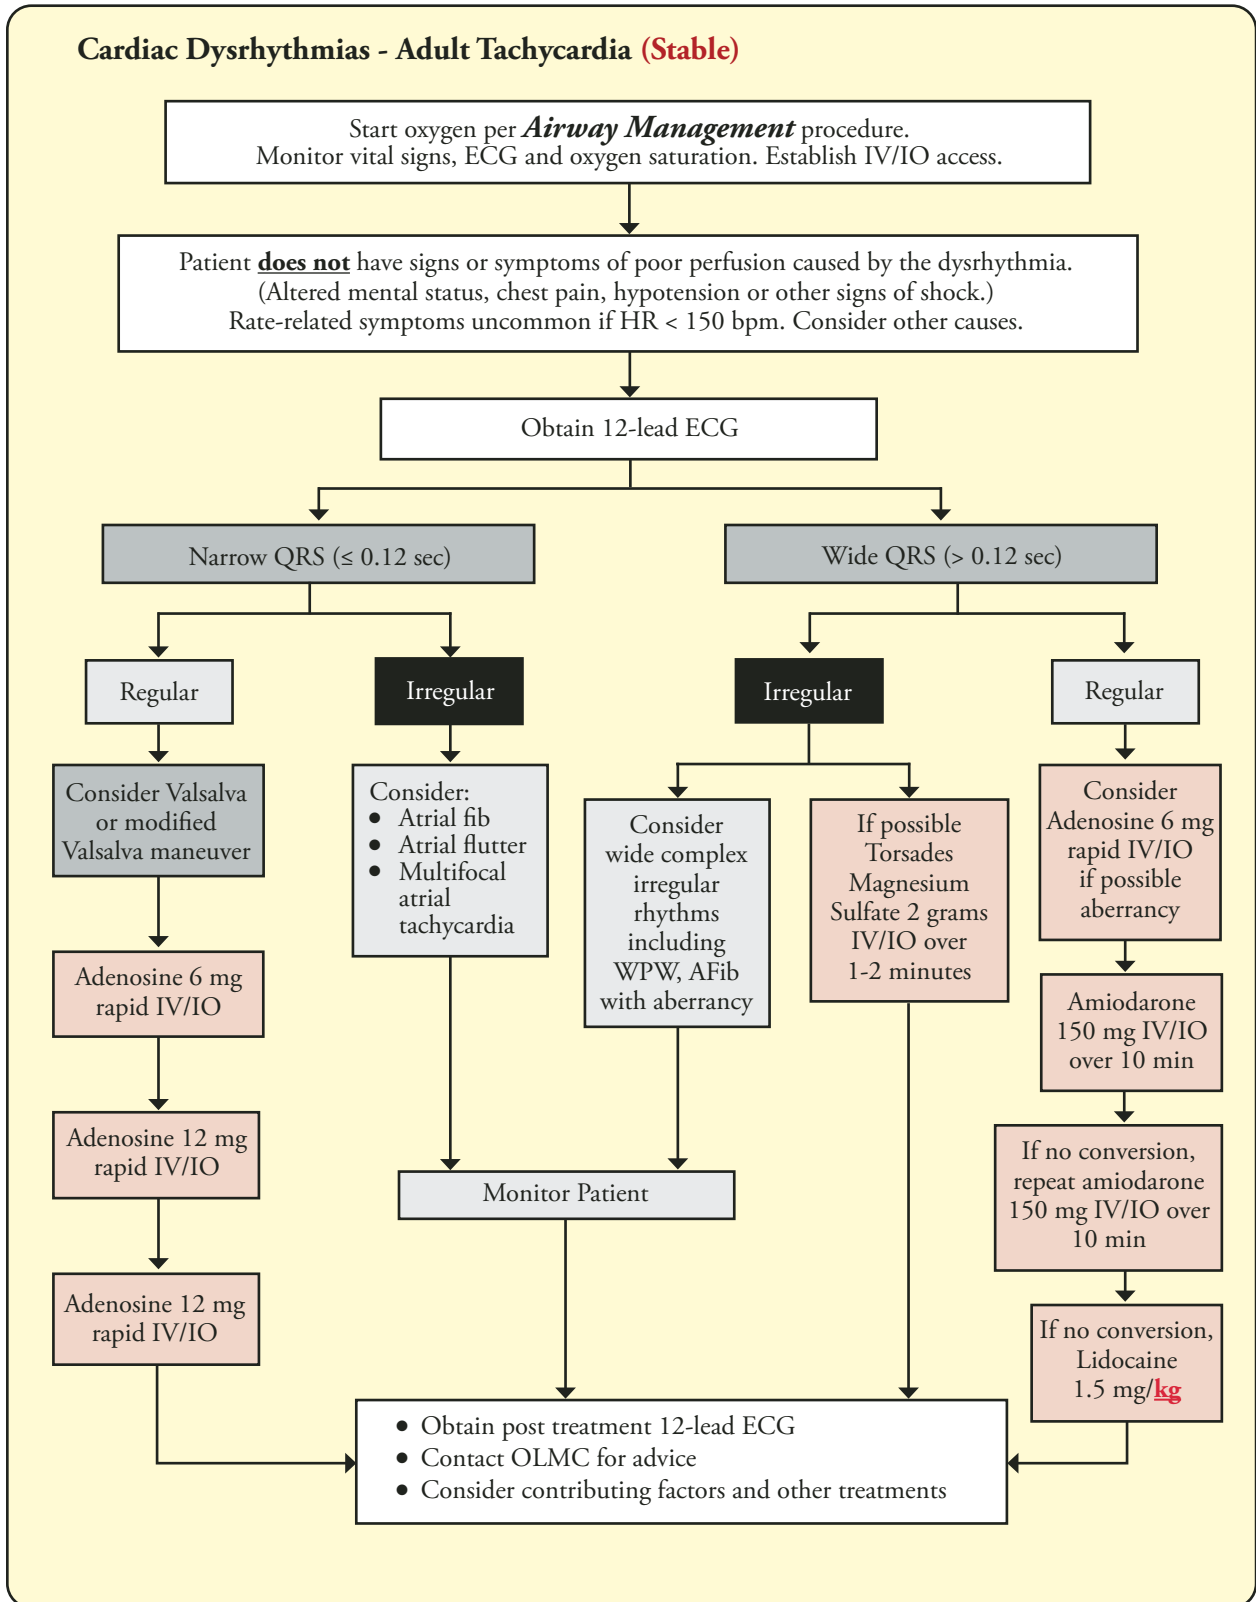 Cardiac Dysrhythmias - Adult Tachycardia (Stable)
Start oxygen per Airway Management procedure.
Monitor vital signs, ECG and oxygen saturation. Establish IV/IO access.
Patient does not have signs or symptoms of poor perfusion caused by the dysrhythmia.
(Altered mental status, chest pain, hypotension or other signs of shock.)
Rate-related symptoms uncommon if HR < 150 bpm. Consider other causes.
Obtain 12-lead ECG
Narrow QRS (≤ 0.12 sec)
Regular
Consider Valsalva
or modified
Valsalva maneuver
Adenosine 6 mg
rapid IV/IO
Adenosine 12 mg
rapid IV/IO
Adenosine 12 mg
rapid IV/IO
Irregular
Consider:
• Atrial fib
• Atrial flutter
• Multifocal
atrial
tachycardia
Wide QRS (> 0.12 sec)
Irregular
Consider
wide complex
irregular
rhythms
including
WPW, AFib
with aberrancy
Monitor Patient
If possible
Torsades
Magnesium
Sulfate 2 grams
IV/IO over
1-2 minutes
Regular
Consider
Adenosine 6 mg
rapid IV/IO
if possible
aberrancy
Amiodarone
150 mg IV/IO
over 10 min
If no conversion,
repeat amiodarone
150 mg IV/IO over
10 min
If no conversion,
Lidocaine
1.5 mg/kg
• Obtain post treatment 12-lead ECG
• Contact OLMC for advice
• Consider contributing factors and other treatments